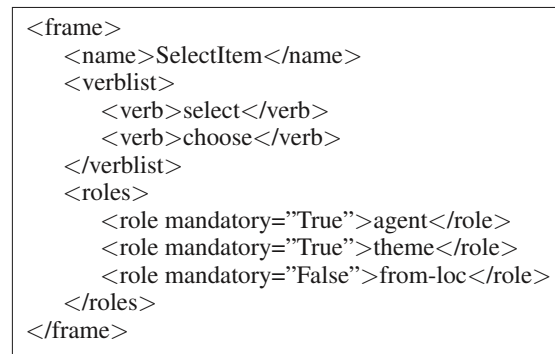 <frame>
<name>SelectItem</name>
<verblist>
<verb>select</verb>
<verb>choose</verb>
</verblist>
<roles>
<role mandatory=”True”>agent</role>
<role mandatory=”True”>theme</role>
<role mandatory=”False”>from-loc</role>
</roles>
</frame>